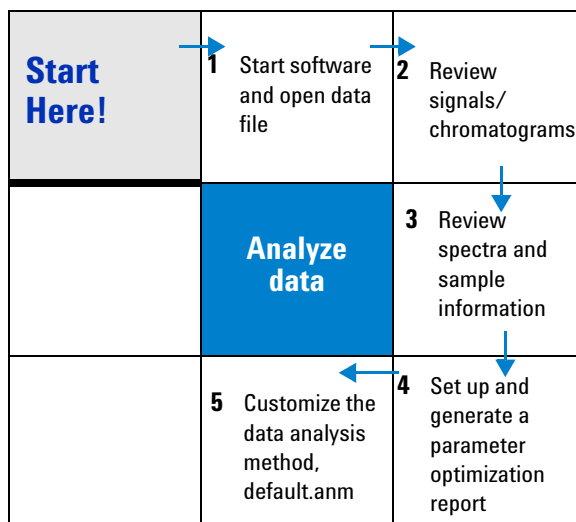 Start
Here!
1 Start software
and open data
file
2 Review
signals/
chromatograms
Analyze
data
3 Review
spectra and
sample
information
4 Set up and
generate a
parameter
optimization
report
5 Customize the
data analysis
method,
default.anm